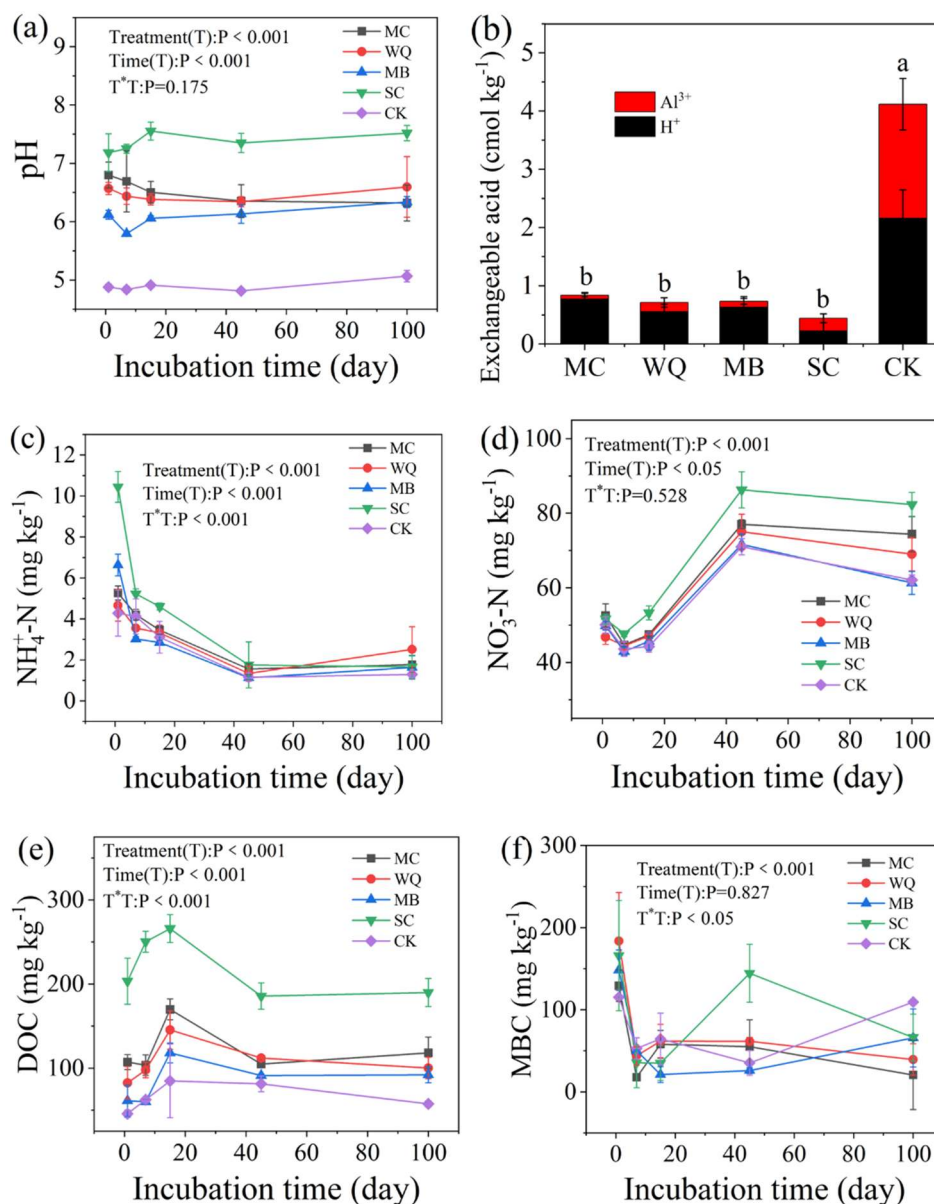 (a)
Treatment(T):P < 0.001
Time(T):P < 0.001
T*T:P=0.175
MC
WQ
MB
SC
CK
9
8
7
6
5
pH
0 20 40 60 80 100
Incubation time (day)
(b)
Al³⁺
H⁺
a
b b b b
5
4
3
2
1
0
Exchangeable acid (cmol kg⁻¹)
MC WQ MB SC CK
(c)
Treatment(T):P < 0.001
Time(T):P < 0.001
T*T:P < 0.001
MC
WQ
MB
SC
CK
12
10
8
6
4
2
0
NH₄⁺-N (mg kg⁻¹)
0 20 40 60 80 100
Incubation time (day)
(d)
Treatment(T):P < 0.001
Time(T):P < 0.05
T*T:P=0.528
MC
WQ
MB
SC
CK
100
80
60
40
NO₃⁻-N (mg kg⁻¹)
0 20 40 60 80 100
Incubation time (day)
(e)
Treatment(T):P < 0.001
Time(T):P < 0.001
T*T:P < 0.001
MC
WQ
MB
SC
CK
300
200
100
DOC (mg kg⁻¹)
0 20 40 60 80 100
Incubation time (day)
(f)
Treatment(T):P < 0.001
Time(T):P=0.827
T*T:P < 0.05
MC
WQ
MB
SC
CK
300
200
100
0
MBC (mg kg⁻¹)
0 20 40 60 80 100
Incubation time (day)